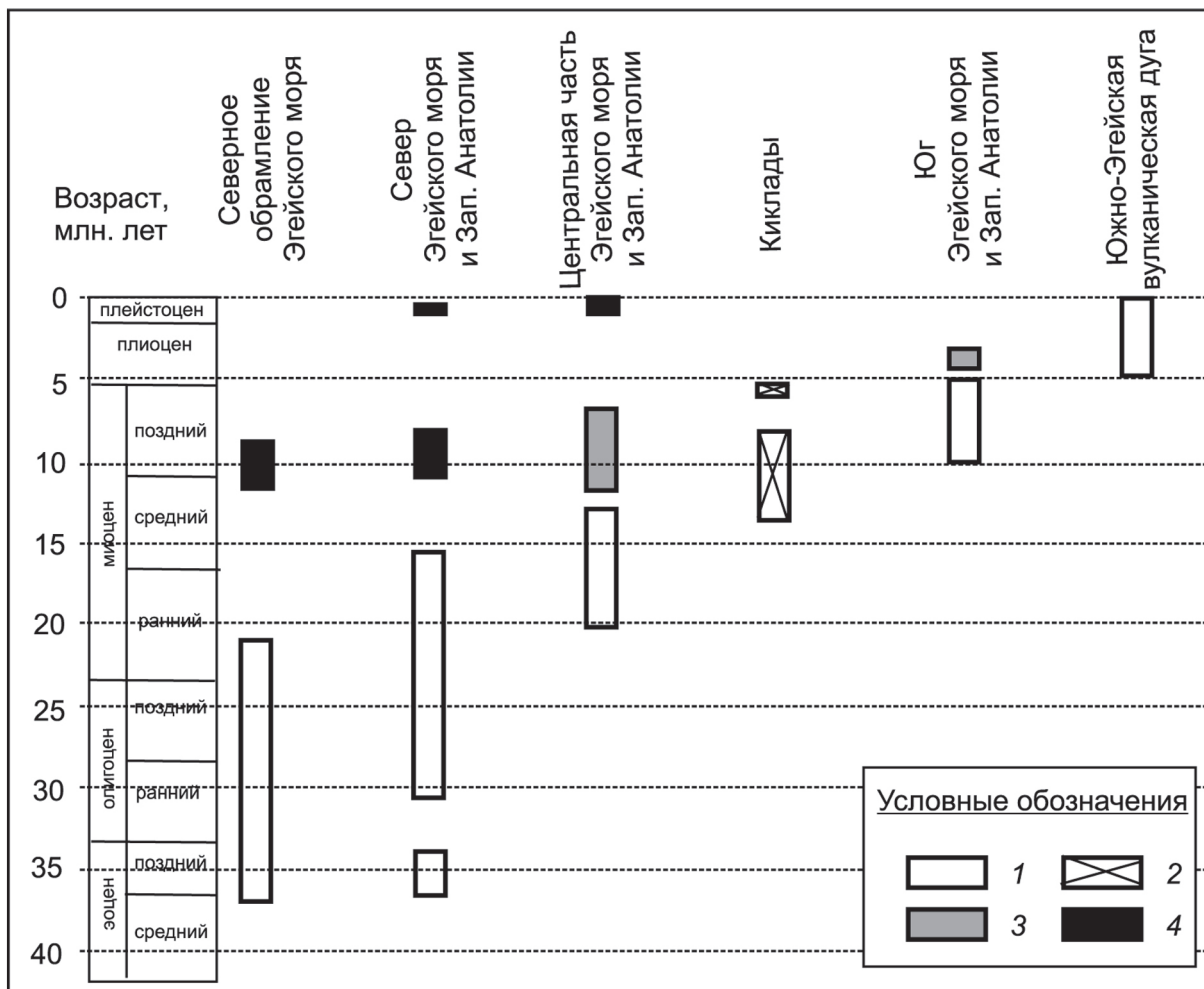 Северное
обрамление
Эгейского моря
Север
Эгейского моря
и Зап. Анатолии
Центральная часть
Эгейского моря
и Зап. Анатолии
Киклады
Юг
Эгейского моря
и Зап. Анатолии
Южно-Эгейская
вулканическая дуга
Возраст,
млн. лет
0
плейстоцен
плиоцен
5
поздний
10
миоцен
средний
15
ранний
20
поздний
25
олигоцен
ранний
30
поздний
35
эоцен
средний
40
Условные обозначения
1 2
3 4